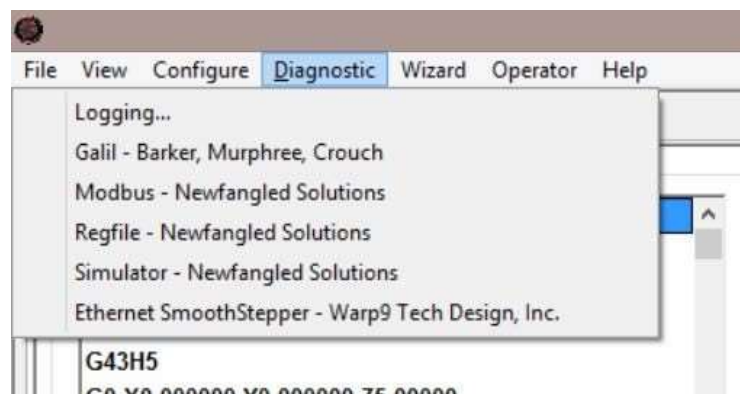 File View Configure Diagnostic Wizard Operator Help
Logging...
Galil - Barker, Murphree, Crouch
Modbus - Newfangled Solutions
Regfile - Newfangled Solutions
Simulator - Newfangled Solutions
Ethernet SmoothStepper - Warp9 Tech Design, Inc.
G43H5